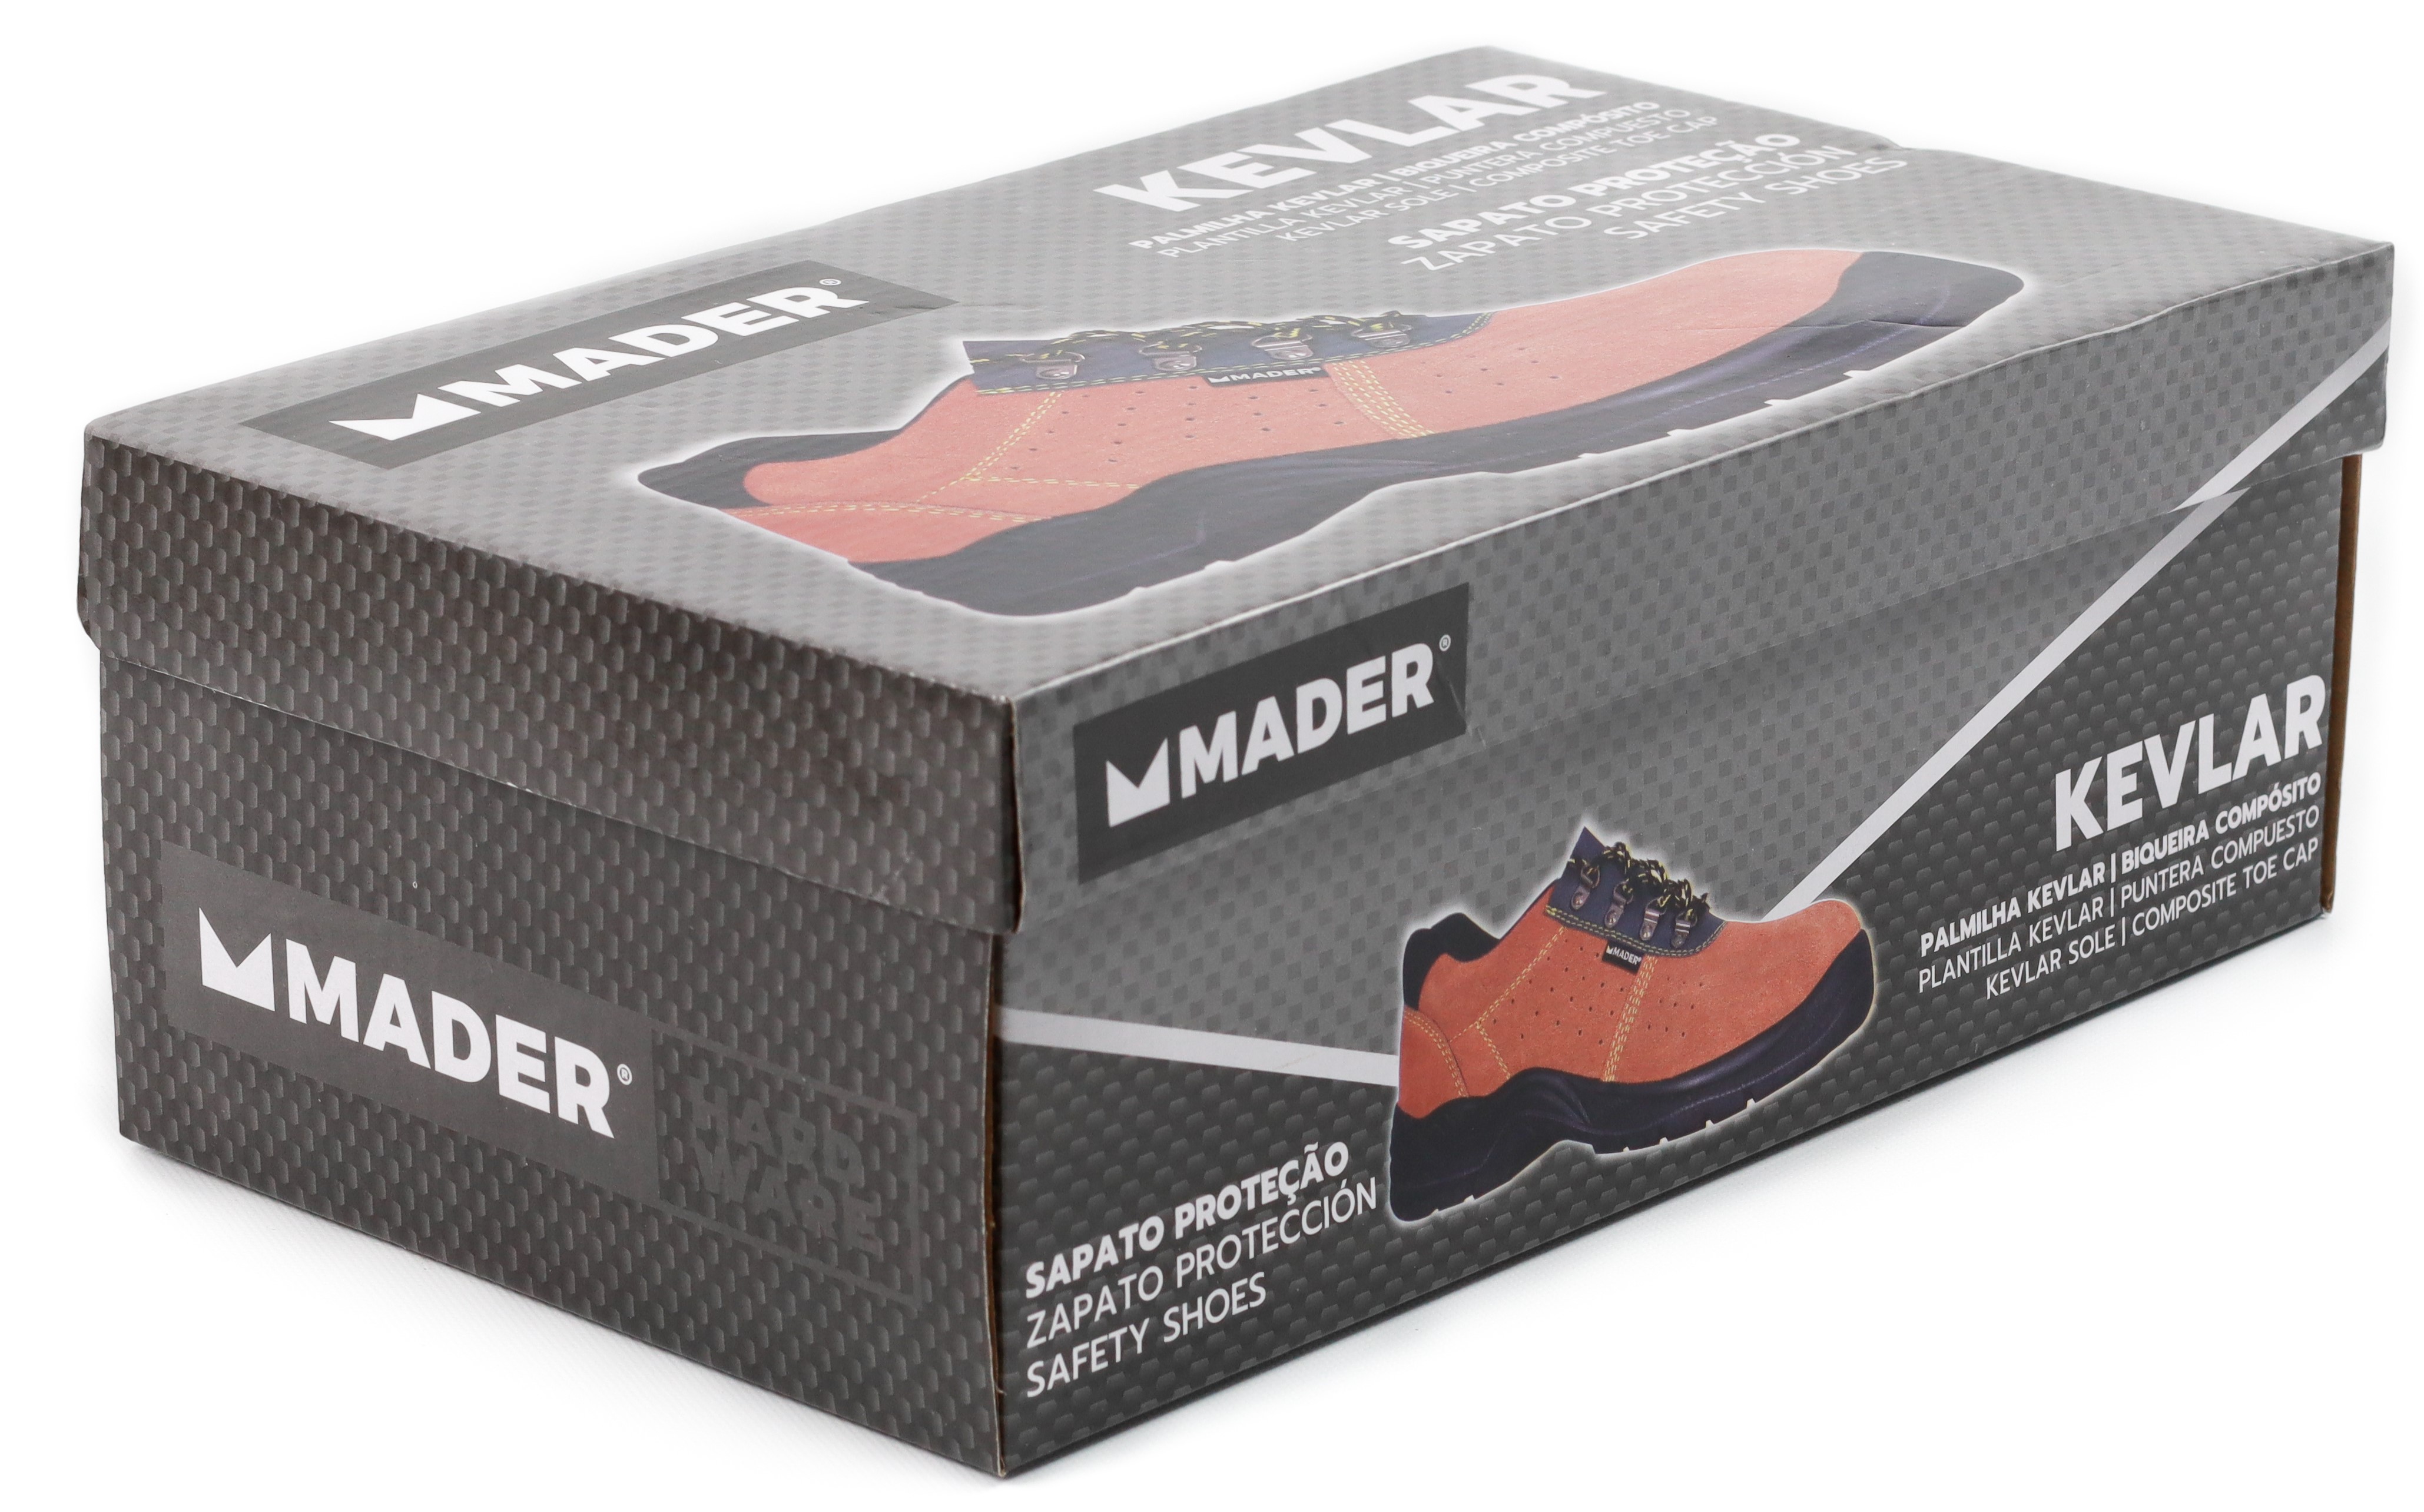 KEVLAR
PALMILHA KEVLAR | BIQUEIRA COMPÓSITO
PLANTILLA KEVLAR | PUNTERA COMPUESTO
KEVLAR SOLE | COMPOSITE TOE CAP
SAPATO PROTEÇÃO
ZAPATO PROTECCIÓN
SAFETY SHOES
MADER®
MADER®
MADER®
KEVLAR
PALMILHA KEVLAR | BIQUEIRA COMPÓSITO
PLANTILLA KEVLAR | PUNTERA COMPUESTO
KEVLAR SOLE | COMPOSITE TOE CAP
MADER®
SAPATO PROTEÇÃO
ZAPATO PROTECCIÓN
SAFETY SHOES
MADER®
HARD
WARE